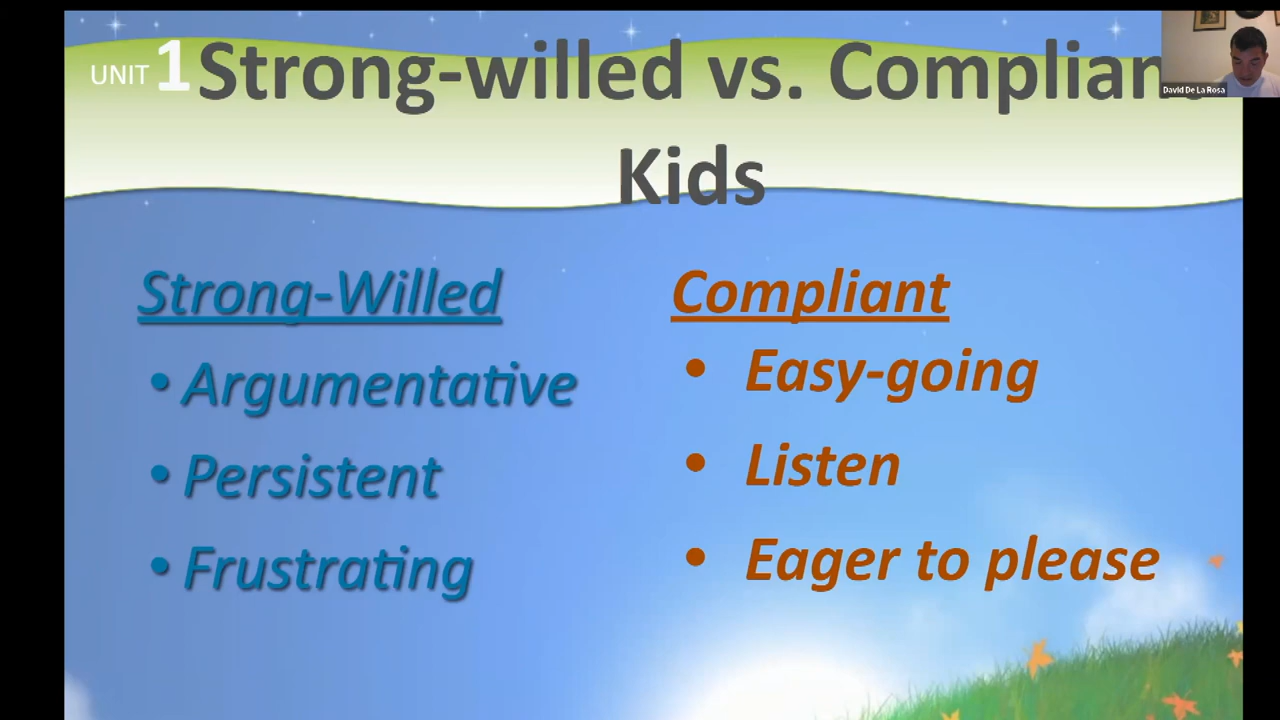 UNIT 1 Strong-willed vs. Complian
Kids
David De La Rosa
Strong-Willed
• Argumentative
• Persistent
• Frustrating
Compliant
• Easy-going
• Listen
• Eager to please